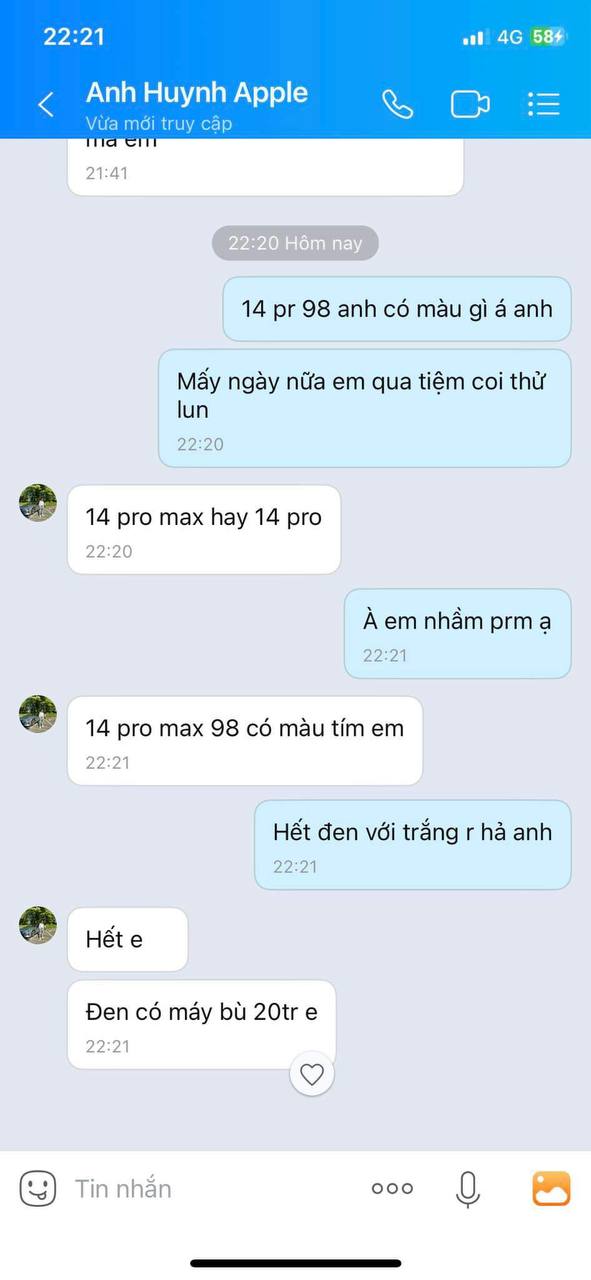 22:21
4G 58
Anh Huynh Apple
Vừa mới truy cập
má em
21:41
22:20 Hôm nay
14 pr 98 anh có màu gì á anh
Mấy ngày nữa em qua tiệm coi thử
lun
22:20
14 pro max hay 14 pro
22:20
À em nhầm prm ạ
22:21
14 pro max 98 có màu tím em
22:21
Hết đen với trắng r hả anh
22:21
Hết e
Đen có máy bù 20tr e
22:21
Tin nhắn